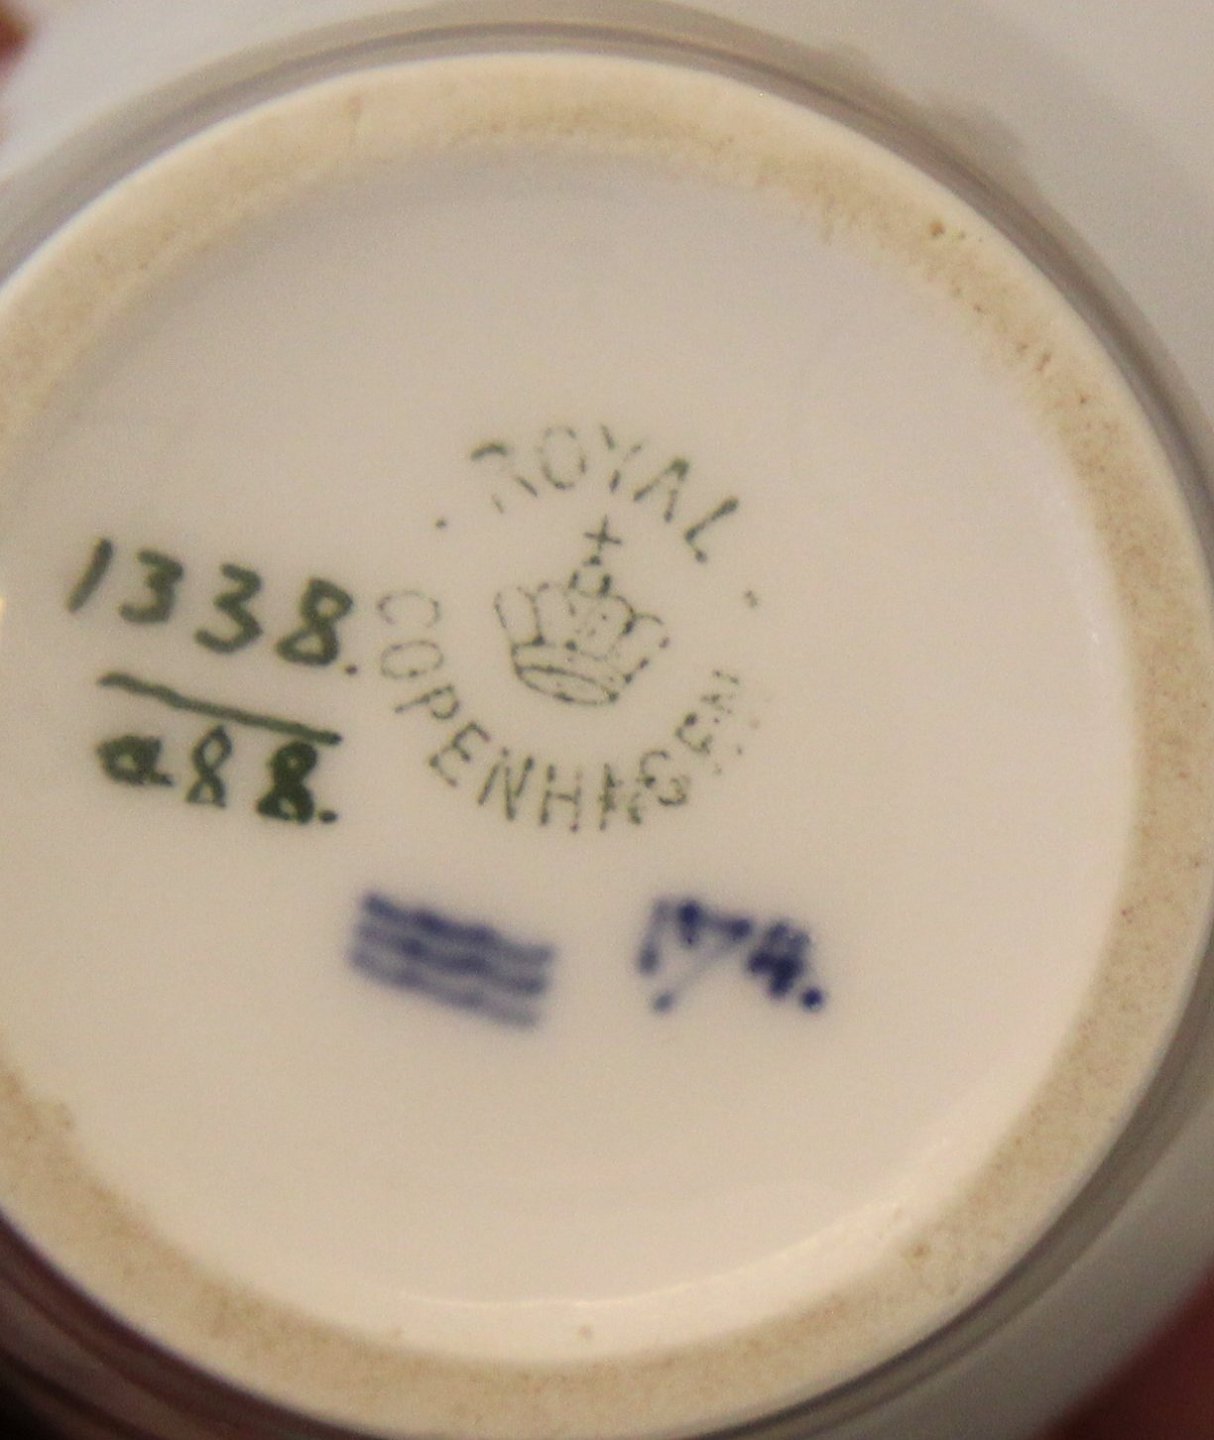 ROYAL
COPENHAGEN
1338.
a88.